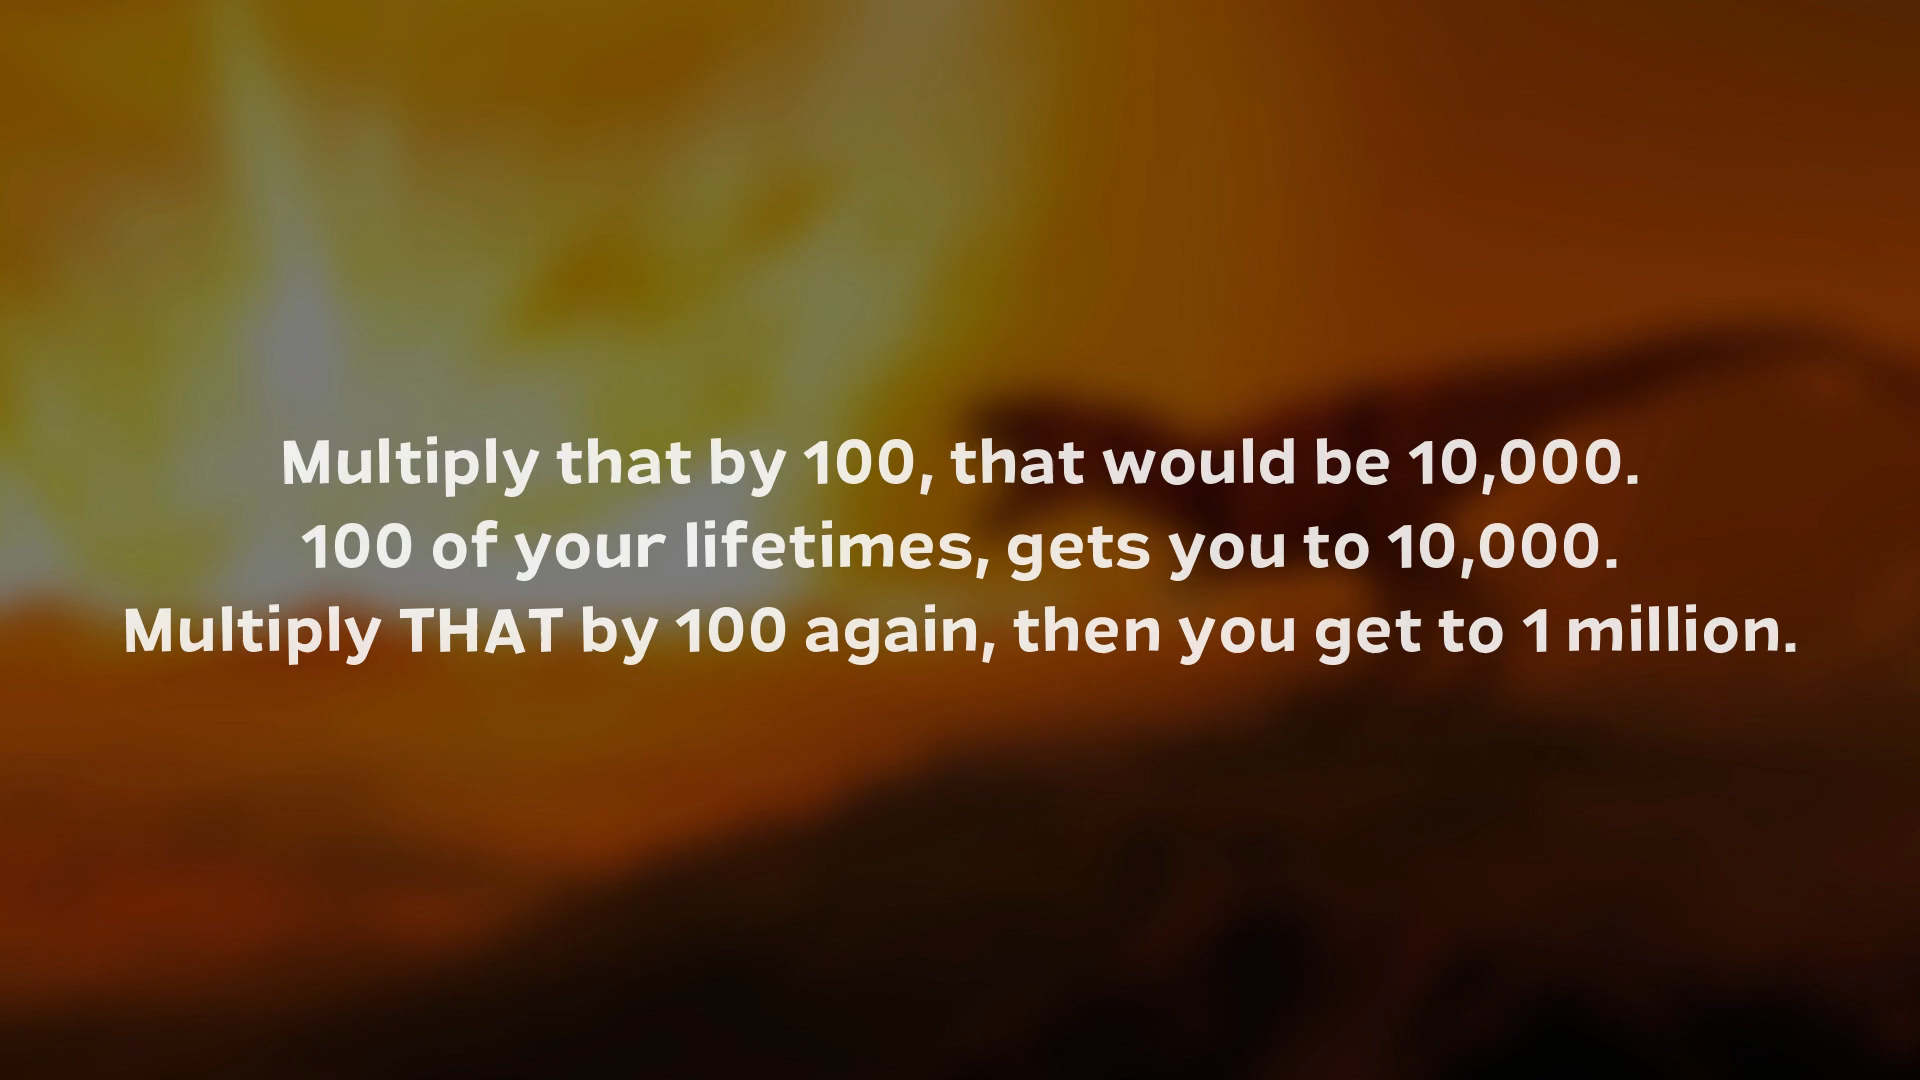 Multiply that by 100, that would be 10,000.
100 of your lifetimes, gets you to 10,000.
Multiply THAT by 100 again, then you get to 1 million.